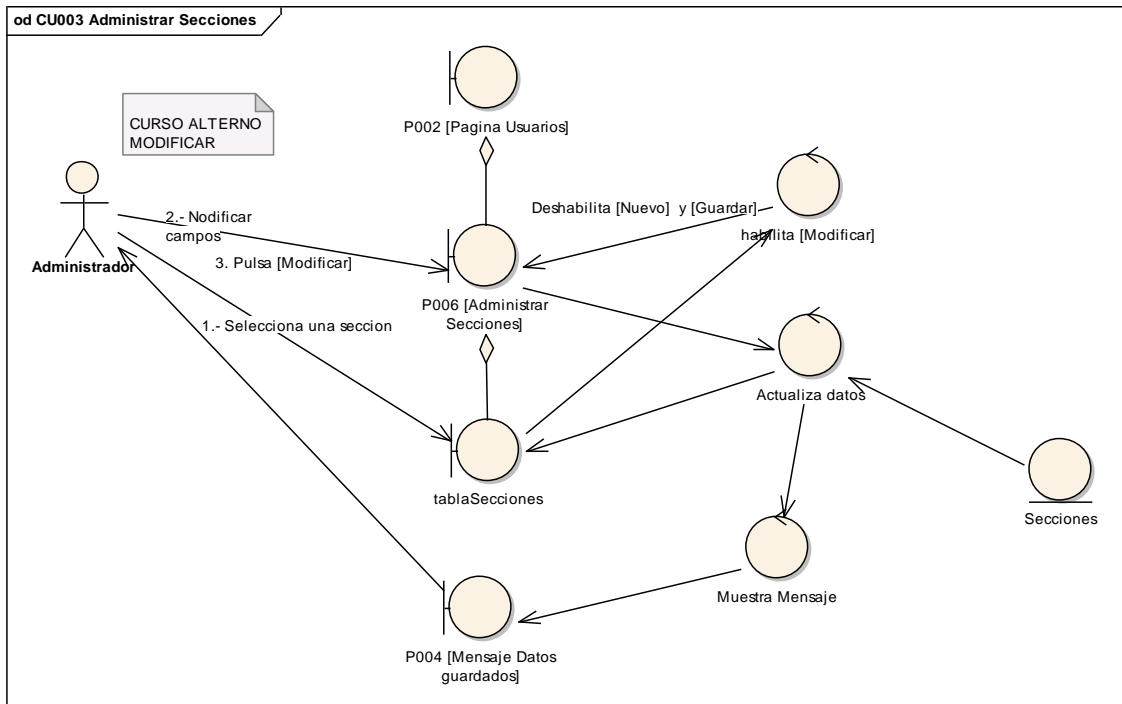 od CU003 Administrar Secciones
CURSO ALTERNO
MODIFICAR
P002 [Pagina Usuarios]
2.- Nodificar
campos
Deshabilita [Nuevo]  y [Guardar]
habilita [Modificar]
Administrador
3. Pulsa [Modificar]
P006 [Administrar
Secciones]
1.- Selecciona una seccion
Actualiza datos
tablaSecciones
Secciones
Muestra Mensaje
P004 [Mensaje Datos
guardados]